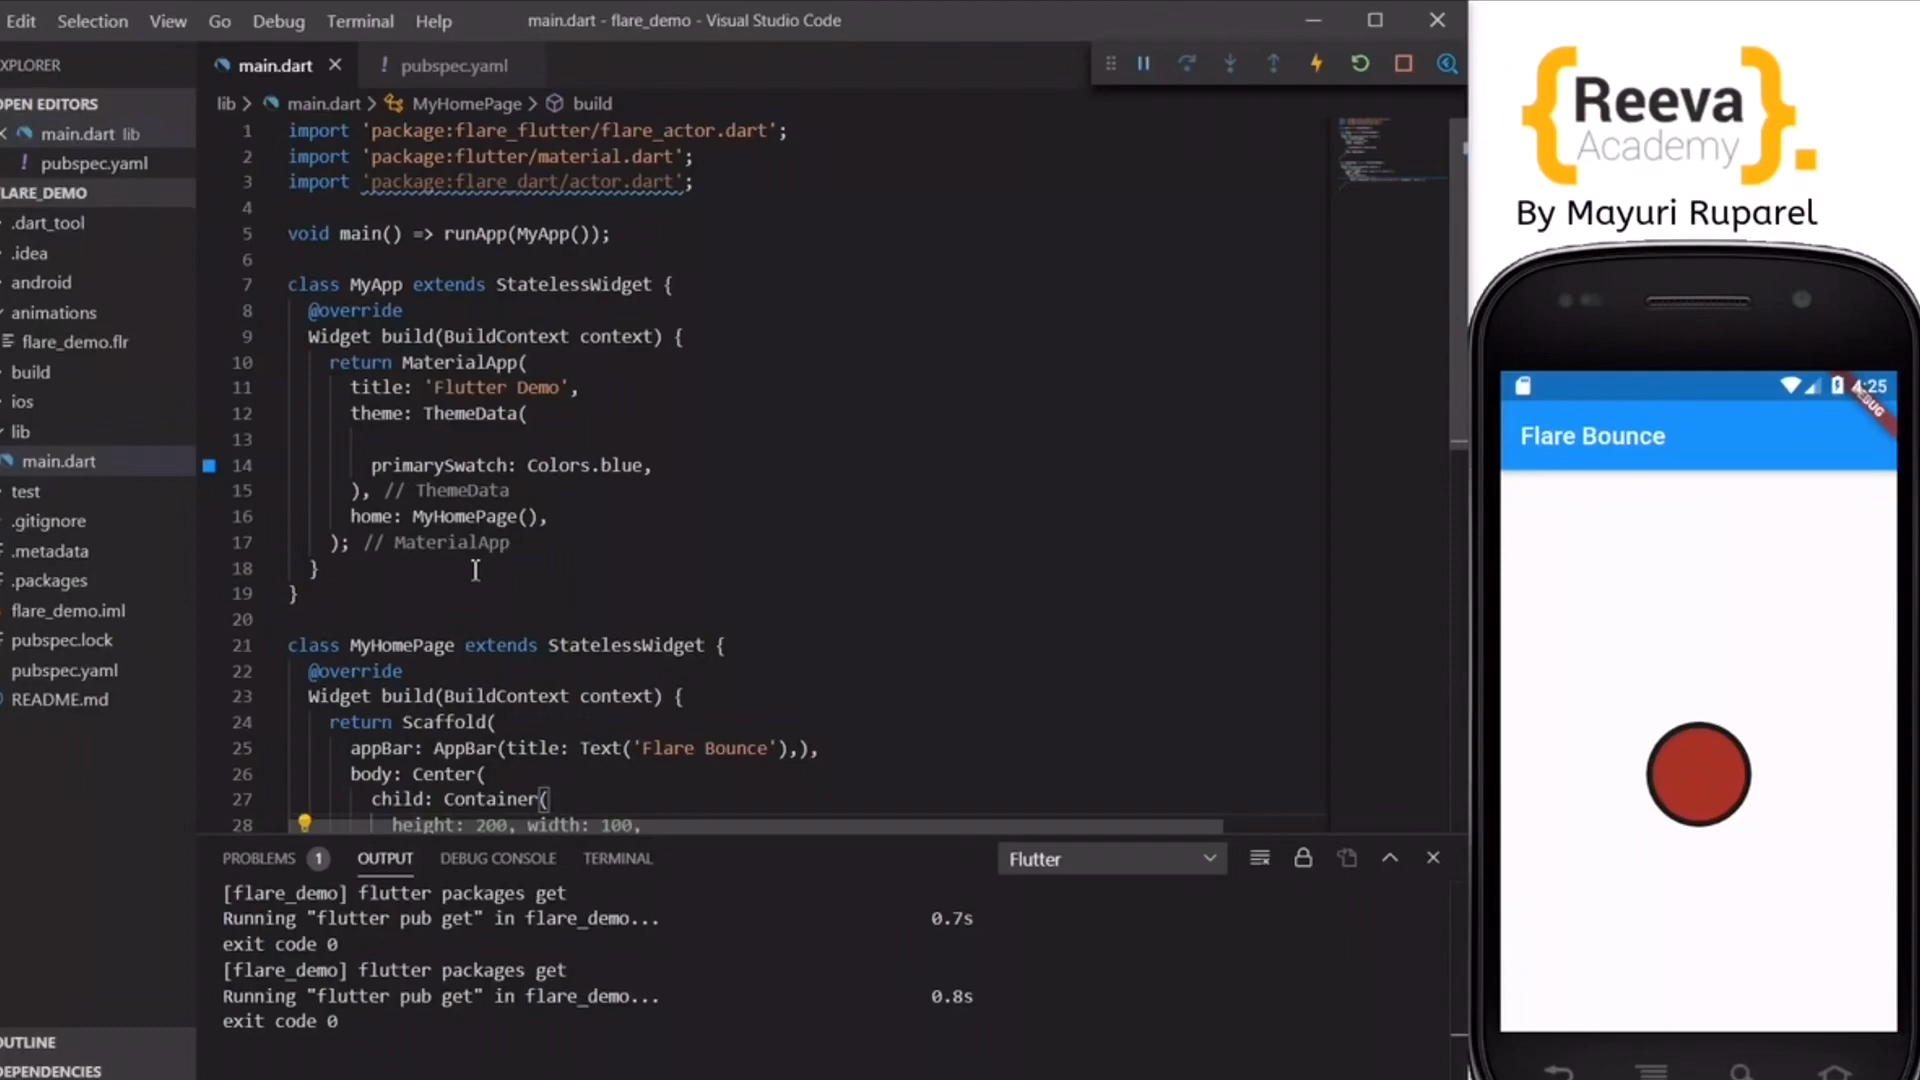 Edit Selection View Go Debug Terminal Help
main.dart - flare_demo - Visual Studio Code
XPLORER
OPEN EDITORS
main.dart lib
! pubspec.yaml
FLARE_DEMO
.dart_tool
.idea
android
animations
flare_demo.flr
build
ios
lib
main.dart
test
.gitignore
.metadata
.packages
flare_demo.iml
pubspec.lock
pubspec.yaml
README.md
OUTLINE
DEPENDENCIES
main.dart
! pubspec.yaml
lib > main.dart > MyHomePage > build
1 import 'package:flare_flutter/flare_actor.dart';
2 import 'package:flutter/material.dart';
3 import 'package:flare_dart/actor.dart';
4
5 void main() => runApp(MyApp());
6
7 class MyApp extends StatelessWidget {
8 @override
9 Widget build(BuildContext context) {
10 return MaterialApp(
11 title: 'Flutter Demo',
12 theme: ThemeData(
13
14 primarySwatch: Colors.blue,
15 ), // ThemeData
16 home: MyHomePage(),
17 ); // MaterialApp
18 }
19 }
20
21 class MyHomePage extends StatelessWidget {
22 @override
23 Widget build(BuildContext context) {
24 return Scaffold(
25 appBar: AppBar(title: Text('Flare Bounce'),),
26 body: Center(
27 child: Container(
28 height: 200, width: 100,
PROBLEMS 1 OUTPUT DEBUG CONSOLE TERMINAL
Flutter
[flare_demo] flutter packages get
Running "flutter pub get" in flare_demo... 0.7s
exit code 0
[flare_demo] flutter packages get
Running "flutter pub get" in flare_demo... 0.8s
exit code 0
{Reeva}
Academy.
By Mayuri Ruparel
4:25
DEBUG
Flare Bounce